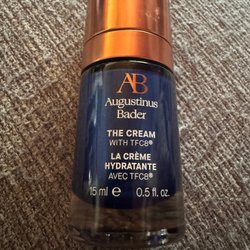 AB
Augustinus
Bader
THE CREAM
WITH TFC8®
LA CRÈME
HYDRATANTE
AVEC TFC8®
15 ml e 0.5 fl. oz.